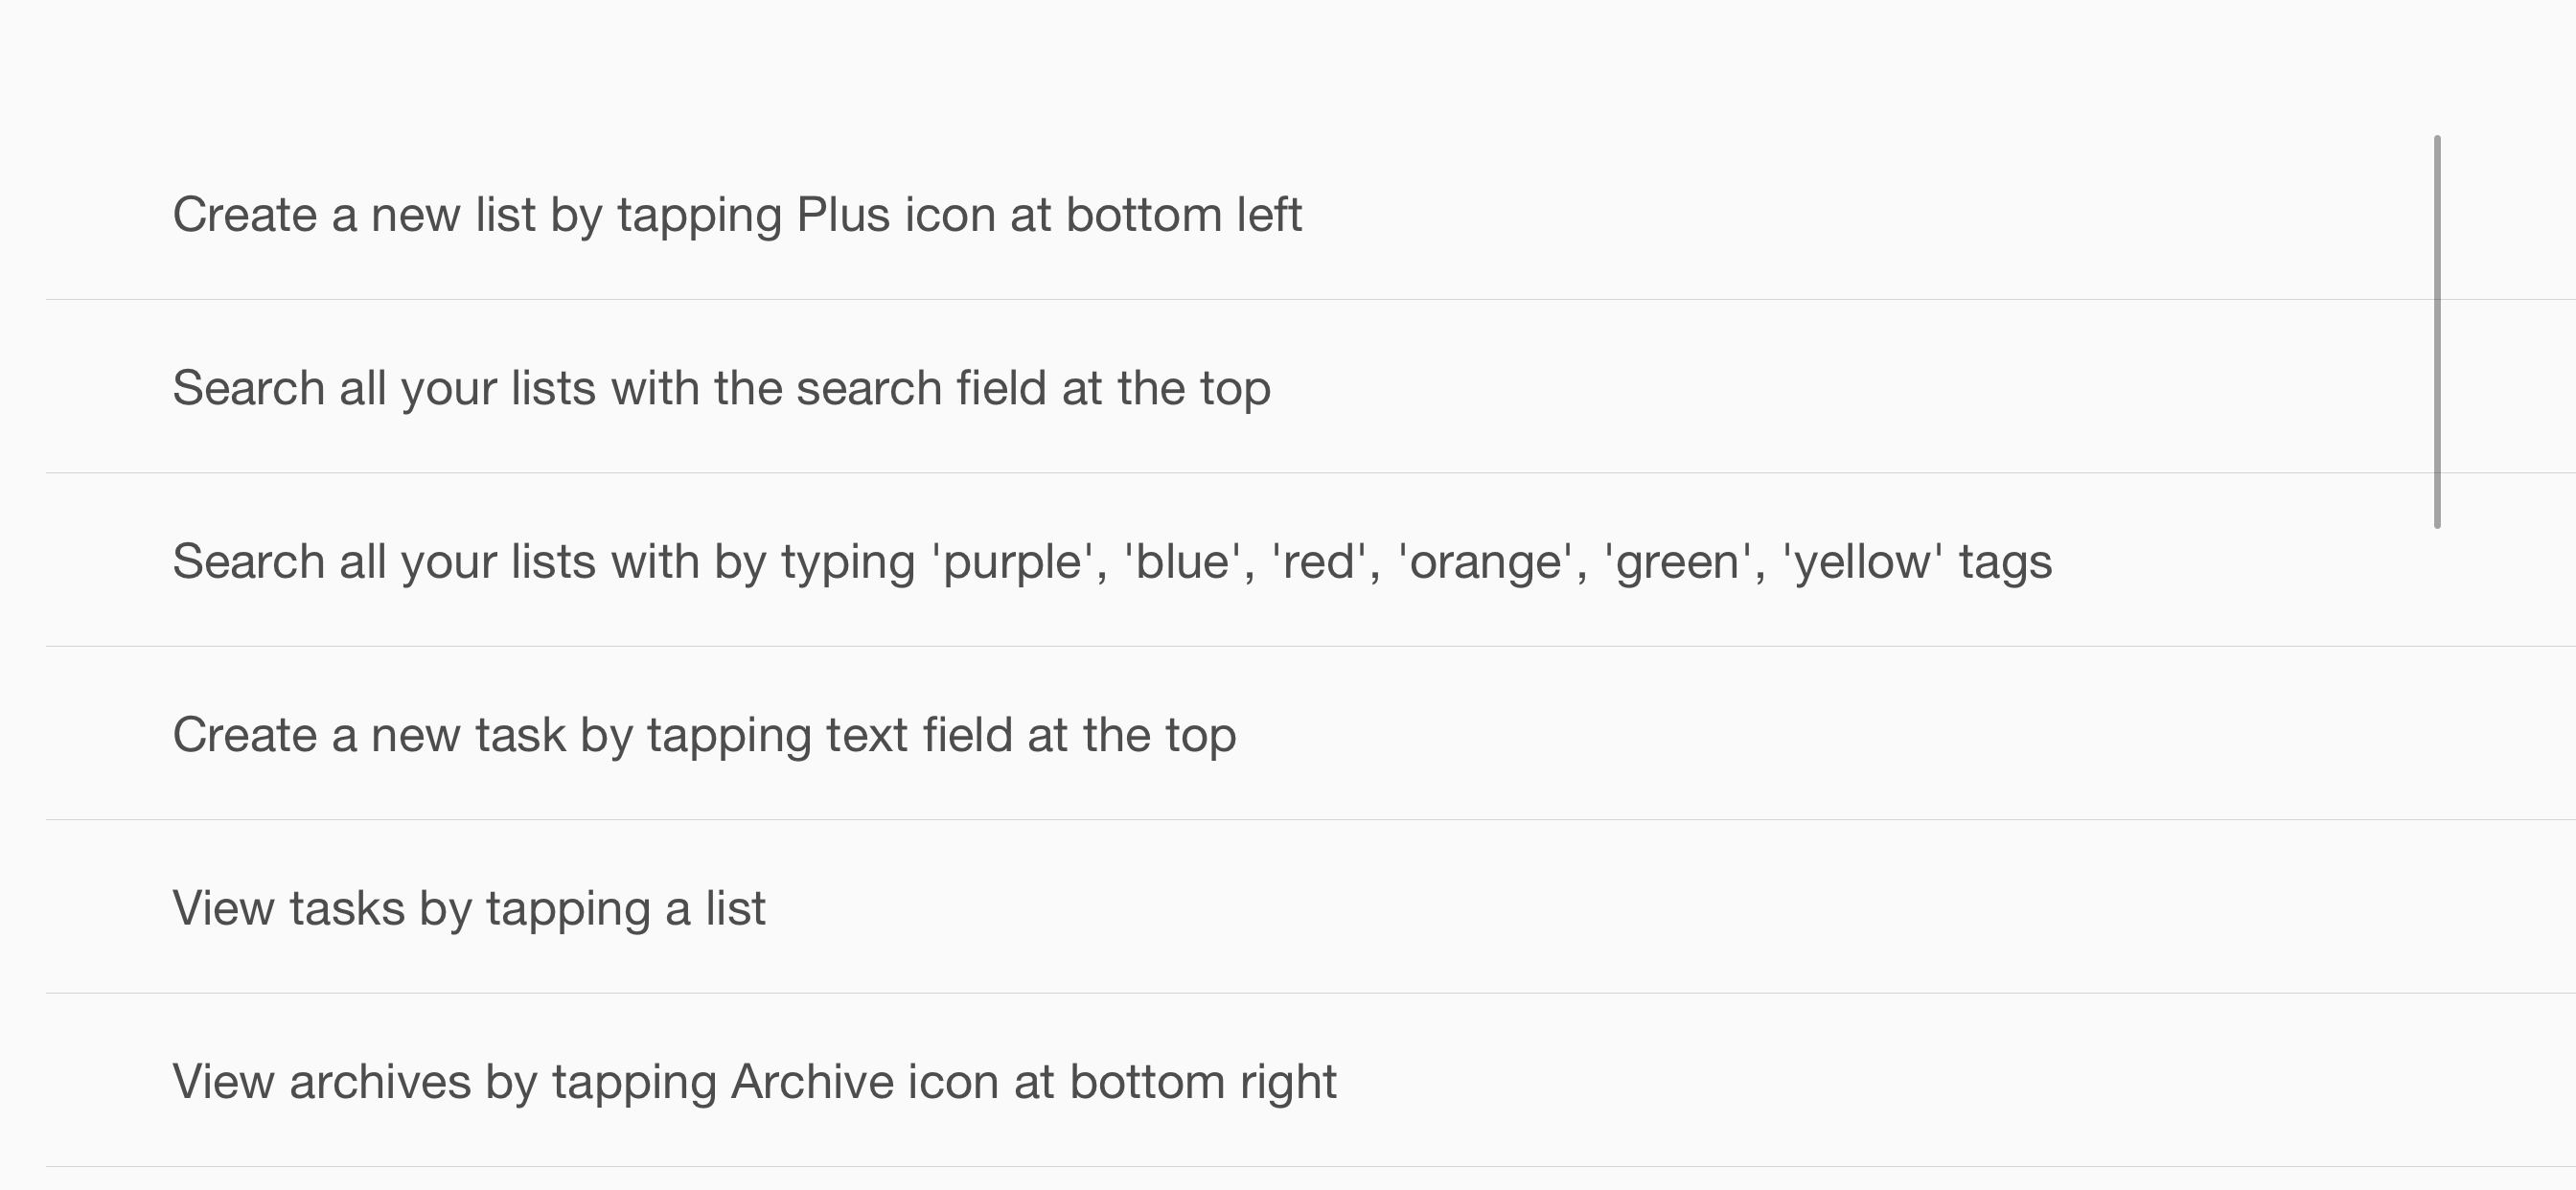 Create a new list by tapping Plus icon at bottom left
Search all your lists with the search field at the top
Search all your lists with by typing 'purple', 'blue', 'red', 'orange', 'green', 'yellow' tags
Create a new task by tapping text field at the top
View tasks by tapping a list
View archives by tapping Archive icon at bottom right